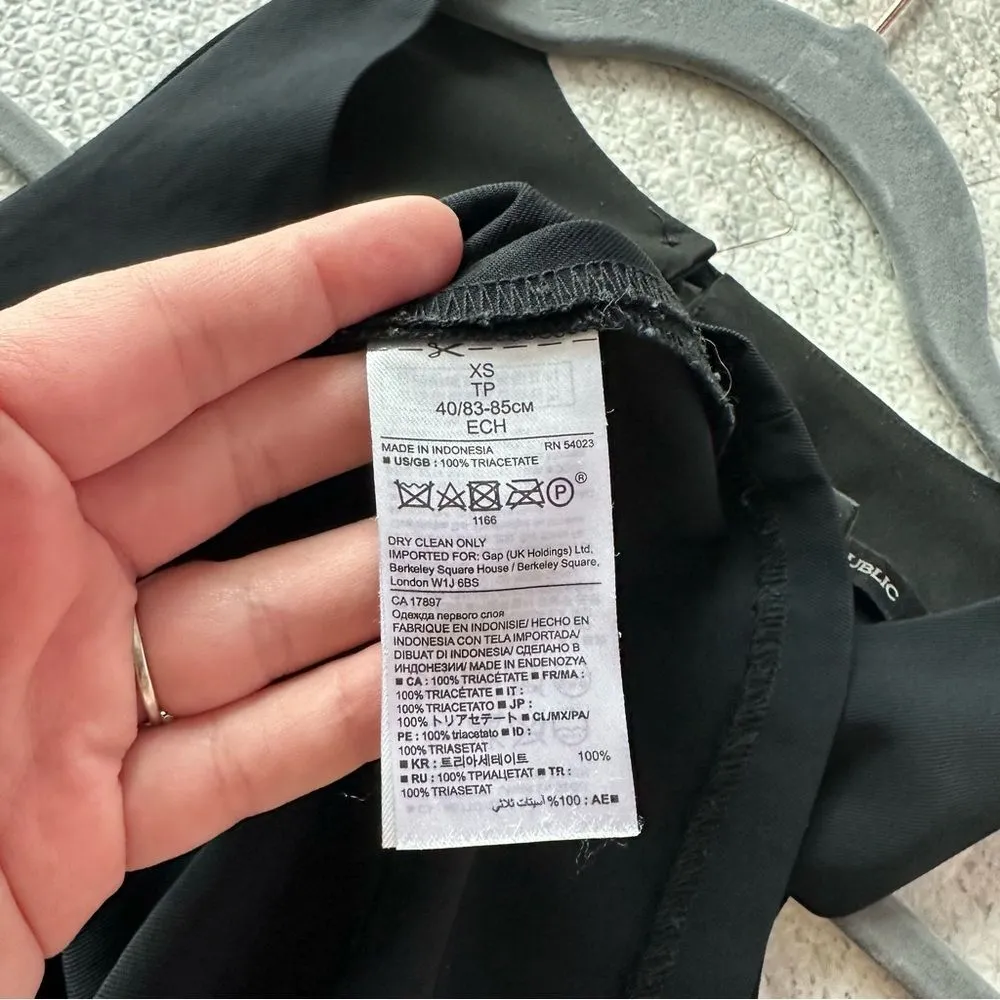 XS
TP
40/83-85см
ECH
MADE IN INDONESIA RN 54023
■ US/GB : 100% TRIACETATE
P ®
1166
DRY CLEAN ONLY
IMPORTED FOR: Gap (UK Holdings) Ltd,
Berkeley Square House / Berkeley Square,
London W1J 6BS
CA 17897
Одежда первого слоя
FABRIQUE EN INDONISIE/ HECHO EN
INDONESIA CON TELA IMPORTADA/
DIBUAT DI INDONESIA/ СДЕЛАНО В
ИНДОНЕЗИИ/ MADE IN ENDENOZYA
■ CA : 100% TRIACÉTATE ■ FR/MA :
100% TRIACÉTATE ■ IT :
100% TRIACETATO ■ JP :
100% トリアセテート ■ CL/MX/PA/
PE : 100% triacetato ■ ID :
100% TRIASETAT
■ KR : 트리아세테이트 100%
■ RU : 100% ТРИАЦЕТАТ ■ TR :
100% TRIASETAT
■AE : 100% أسيتات ثلاثي
UBLIC